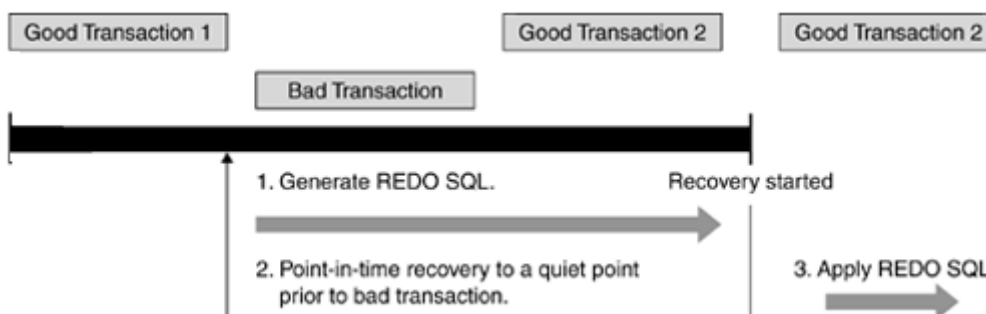 Good Transaction 1
Good Transaction 2
Good Transaction 2
Bad Transaction
1. Generate REDO SQL.
Recovery started
2. Point-in-time recovery to a quiet point
prior to bad transaction.
3. Apply REDO SQL